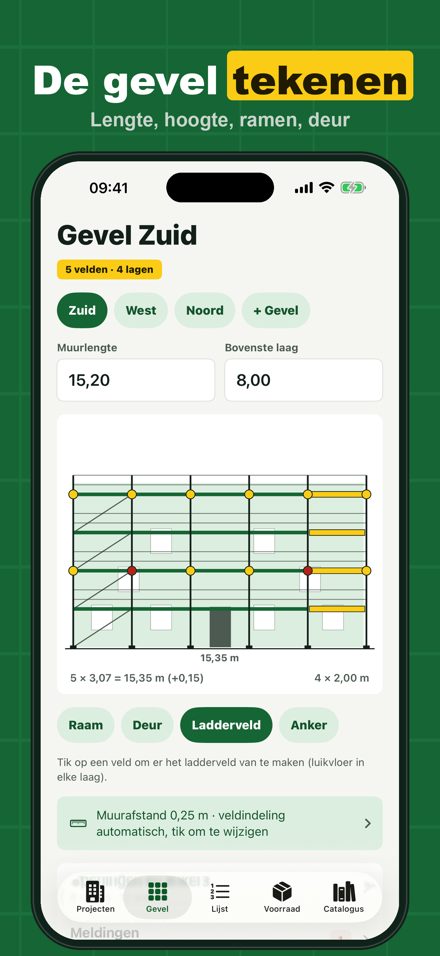 De gevel tekenen
Lengte, hoogte, ramen, deur
09:41
Gevel Zuid
5 velden · 4 lagen
Zuid
West
Noord
+ Gevel
Muurlengte
Bovenste laag
15,20
8,00
15,35 m
5 × 3,07 = 15,35 m (+0,15)
4 × 2,00 m
Raam
Deur
Ladderveld
Anker
Tik op een veld om er het ladderveld van te maken (luikvloer in
elke laag).
Muurafstand 0,25 m · veldindeling
automatisch, tik om te wijzigen
Projecten
Gevel
Lijst
Voorraad
Catalogus
Meldingen